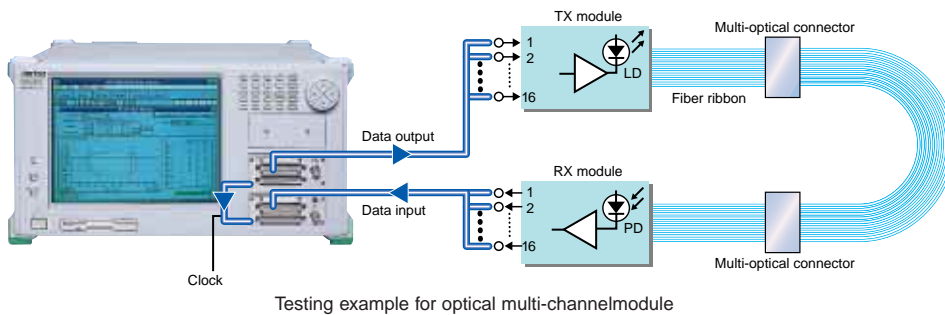 TX module
Multi-optical connector
1
2
16
LD
Fiber ribbon
Data output
RX module
1
2
16
PD
Data input
Multi-optical connector
Clock
Testing example for optical multi-channelmodule